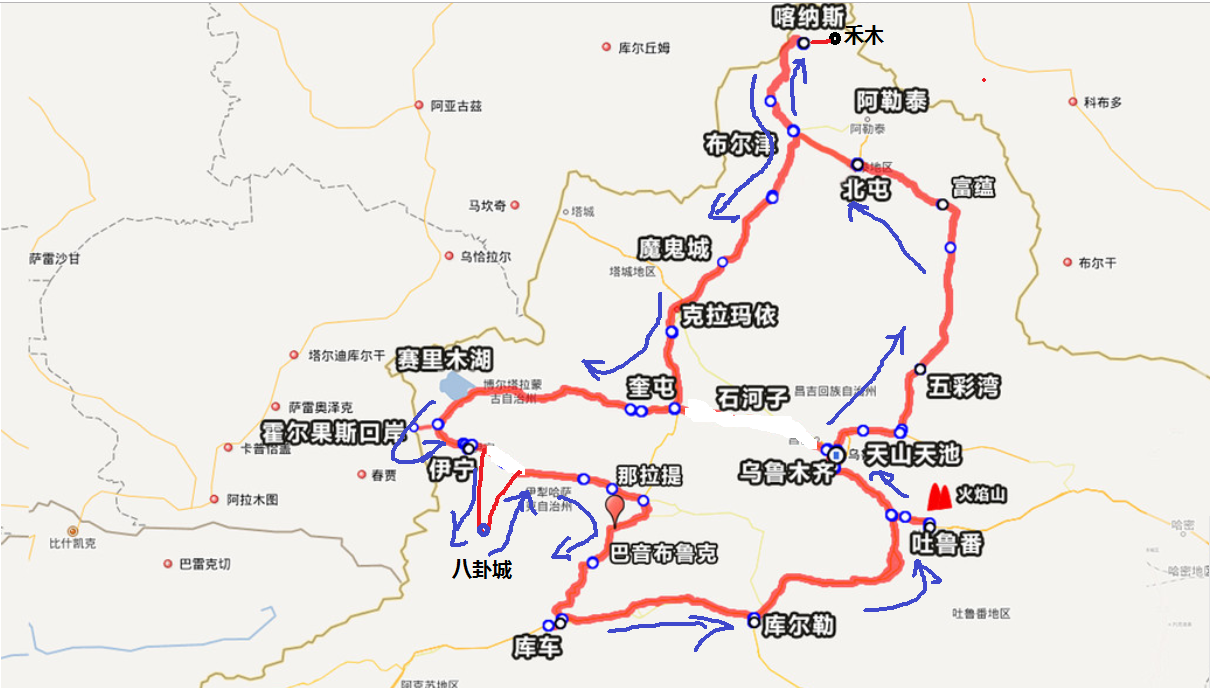 喀纳斯
禾木
库尔丘姆
阿亚古兹
阿勒泰
阿勒泰
科布多
布尔津
地区
北屯
富蕴
马坎奇
塔城
魔鬼城
塔城地区
乌恰拉尔
布尔干
萨雷沙甘
克拉玛依
赛里木湖
塔尔迪库尔干
博尔塔拉蒙
古自治州
奎屯
石河子
昌吉回族自治州
五彩湾
萨雷奥泽克
霍尔果斯口岸
卡普恰盖
春贾
伊宁
天山天池
乌鲁木齐
那拉提
伊犁哈萨
克自治州
火焰山
阿拉木图
比什凯克
巴雷克切
八卦城
巴音布鲁克
吐鲁番
哈密
哈密地区
吐鲁番地区
库尔勒
库车
阿克苏地区